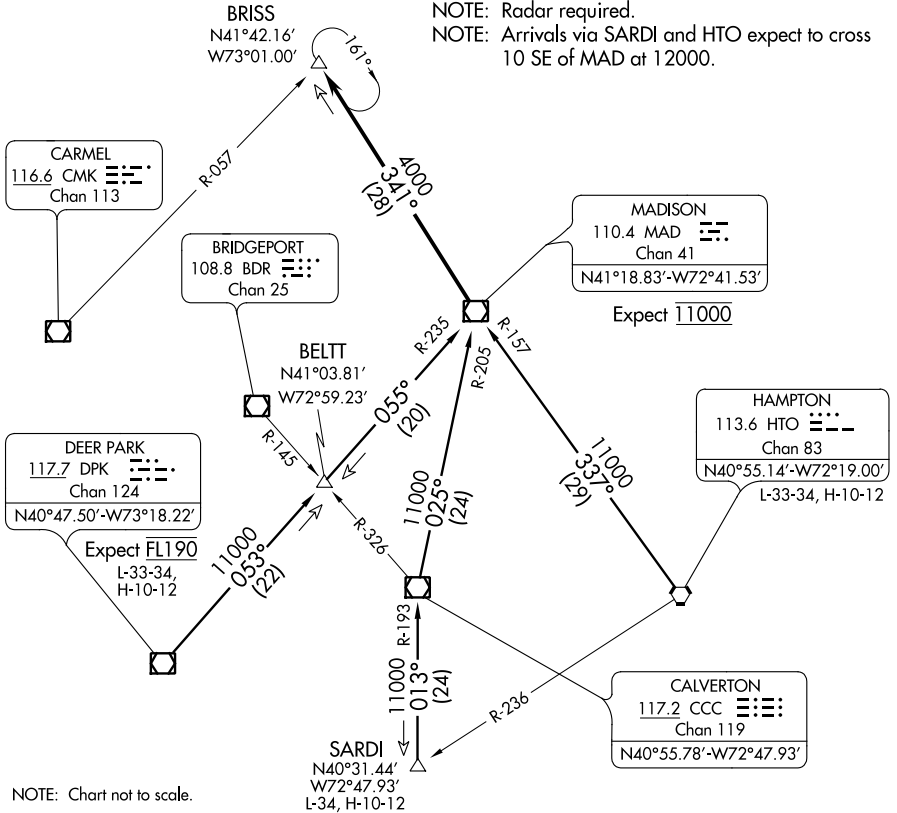 NOTE: Radar required.
NOTE: Arrivals via SARDI and HTO expect to cross
10 SE of MAD at 12000.
BRISS
N41°42.16'
W73°01.00'
161°
R-057
4000
341°
(28)
CARMEL
116.6 CMK
Chan 113
MADISON
110.4 MAD
Chan 41
N41°18.83'-W72°41.53'
Expect 11000
BRIDGEPORT
108.8 BDR
Chan 25
R-235
R-205
R-157
BELTT
N41°03.81'
W72°59.23'
055°
(20)
R-145
HAMPTON
113.6 HTO
Chan 83
N40°55.14'-W72°19.00'
L-33-34, H-10-12
DEER PARK
117.7 DPK
Chan 124
N40°47.50'-W73°18.22'
Expect FL190
L-33-34,
H-10-12
11000
053°
(22)
R-326
11000
025°
(24)
11000
337°
(29)
R-193
11000
013°
(24)
R-236
CALVERTON
117.2 CCC
Chan 119
N40°55.78'-W72°47.93'
SARDI
N40°31.44'
W72°47.93'
L-34, H-10-12
NOTE: Chart not to scale.